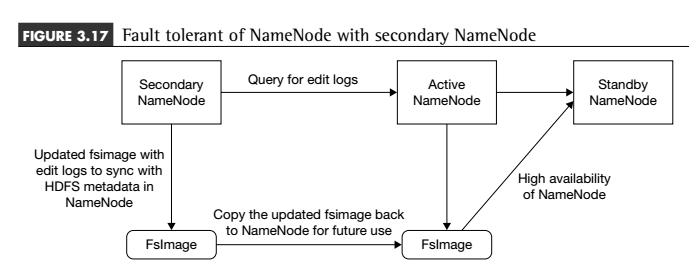 FIGURE 3.17 Fault tolerant of NameNode with secondary NameNode
Secondary
NameNode
Query for edit logs
Active
NameNode
Standby
NameNode
Updated fsimage with
edit logs to sync with
HDFS metadata in
NameNode
High availability
of NameNode
Copy the updated fsimage back
to NameNode for future use
FsImage
FsImage